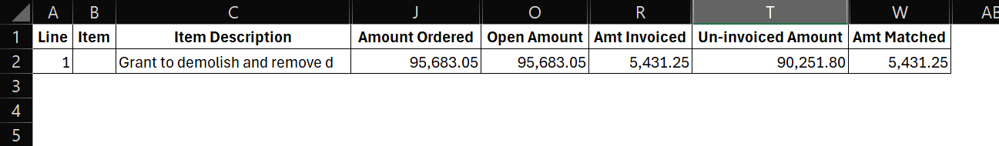 A B C J O R T W AB
1 Line Item Item Description Amount Ordered Open Amount Amt Invoiced Un-invoiced Amount Amt Matched
2 1 Grant to demolish and remove d 95,683.05 95,683.05 5,431.25 90,251.80 5,431.25
3
4
5